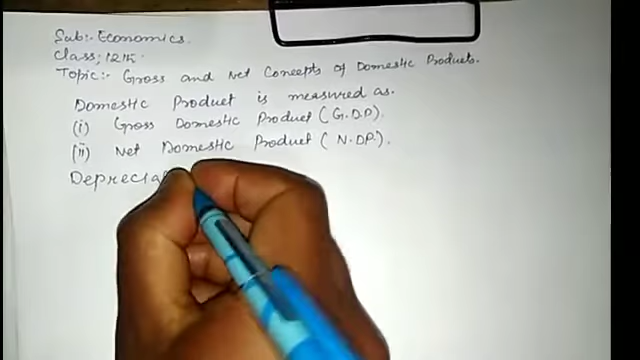 Sub:- Economics.
Class; 12th.
Topic:- Gross and Net Concepts of Domestic Products.
Domestic Product is measured as.
(i) Gross Domestic Product (G.D.P).
(ii) Net Domestic Product (N.D.P.).
Deprecia